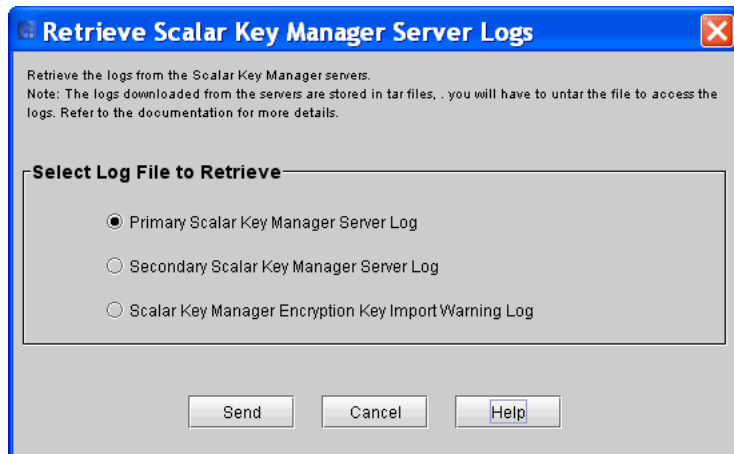 Retrieve Scalar Key Manager Server Logs
Retrieve the logs from the Scalar Key Manager servers.
Note: The logs downloaded from the servers are stored in tar files, . you will have to untar the file to access the
logs. Refer to the documentation for more details.
Select Log File to Retrieve
Primary Scalar Key Manager Server Log
Secondary Scalar Key Manager Server Log
Scalar Key Manager Encryption Key Import Warning Log
Send Cancel Help